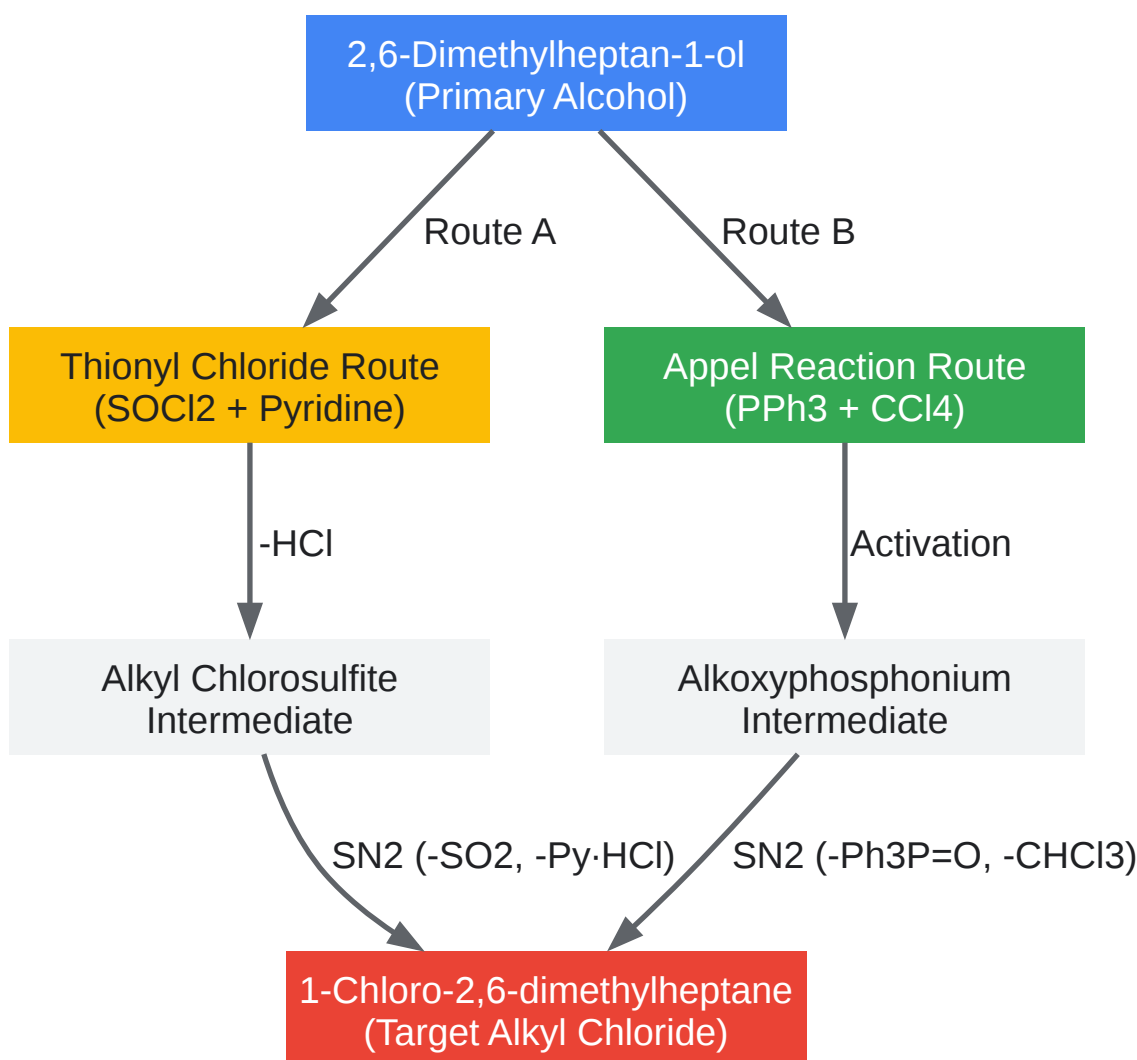 2,6-Dimethylheptan-1-ol
(Primary Alcohol)
Route A
Route B
Thionyl Chloride Route
(SOCl2 + Pyridine)
Appel Reaction Route
(PPh3 + CCl4)
-HCl
Activation
Alkyl Chlorosulfite
Intermediate
Alkoxyphosphonium
Intermediate
SN2 (-SO2, -Py·HCl)
SN2 (-Ph3P=O, -CHCl3)
1-Chloro-2,6-dimethylheptane
(Target Alkyl Chloride)